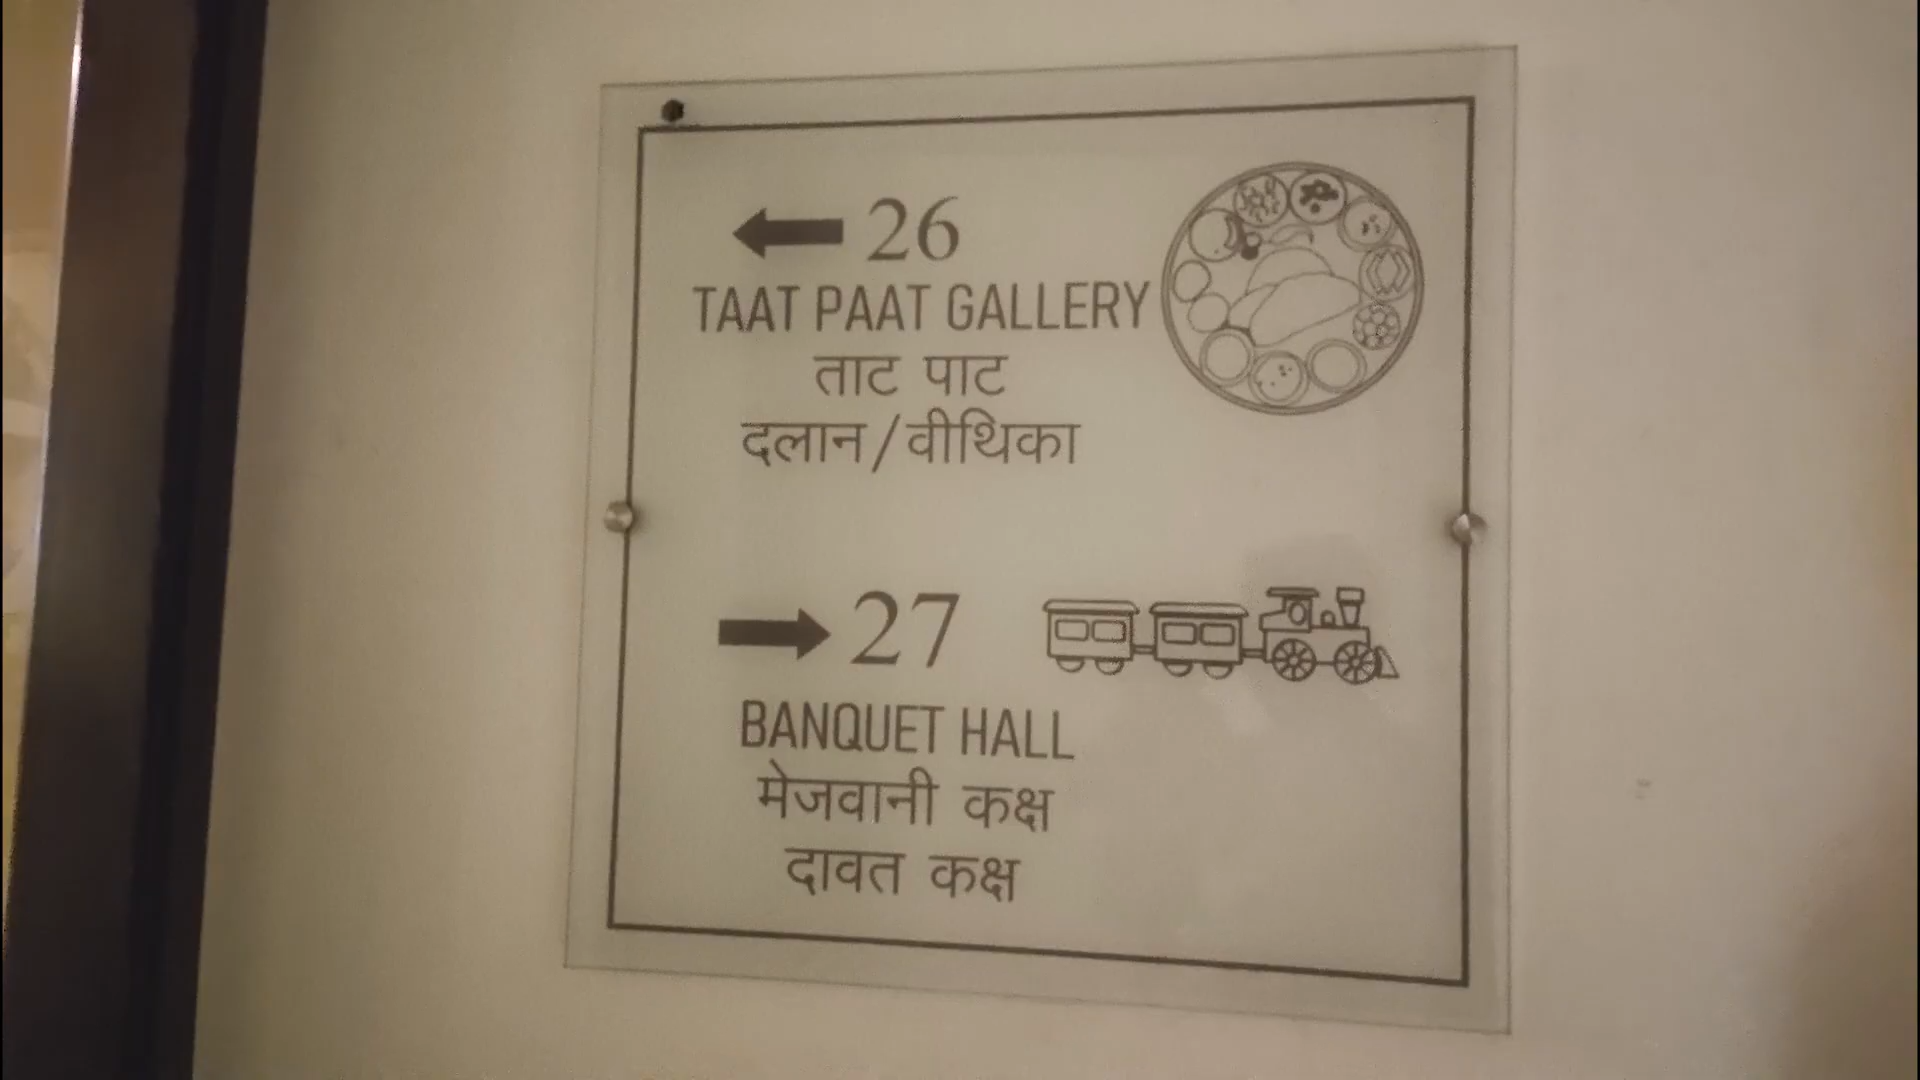 26
TAAT PAAT GALLERY
ताट पाट
दलान/वीथिका
27
BANQUET HALL
मेजवानी कक्ष
दावत कक्ष